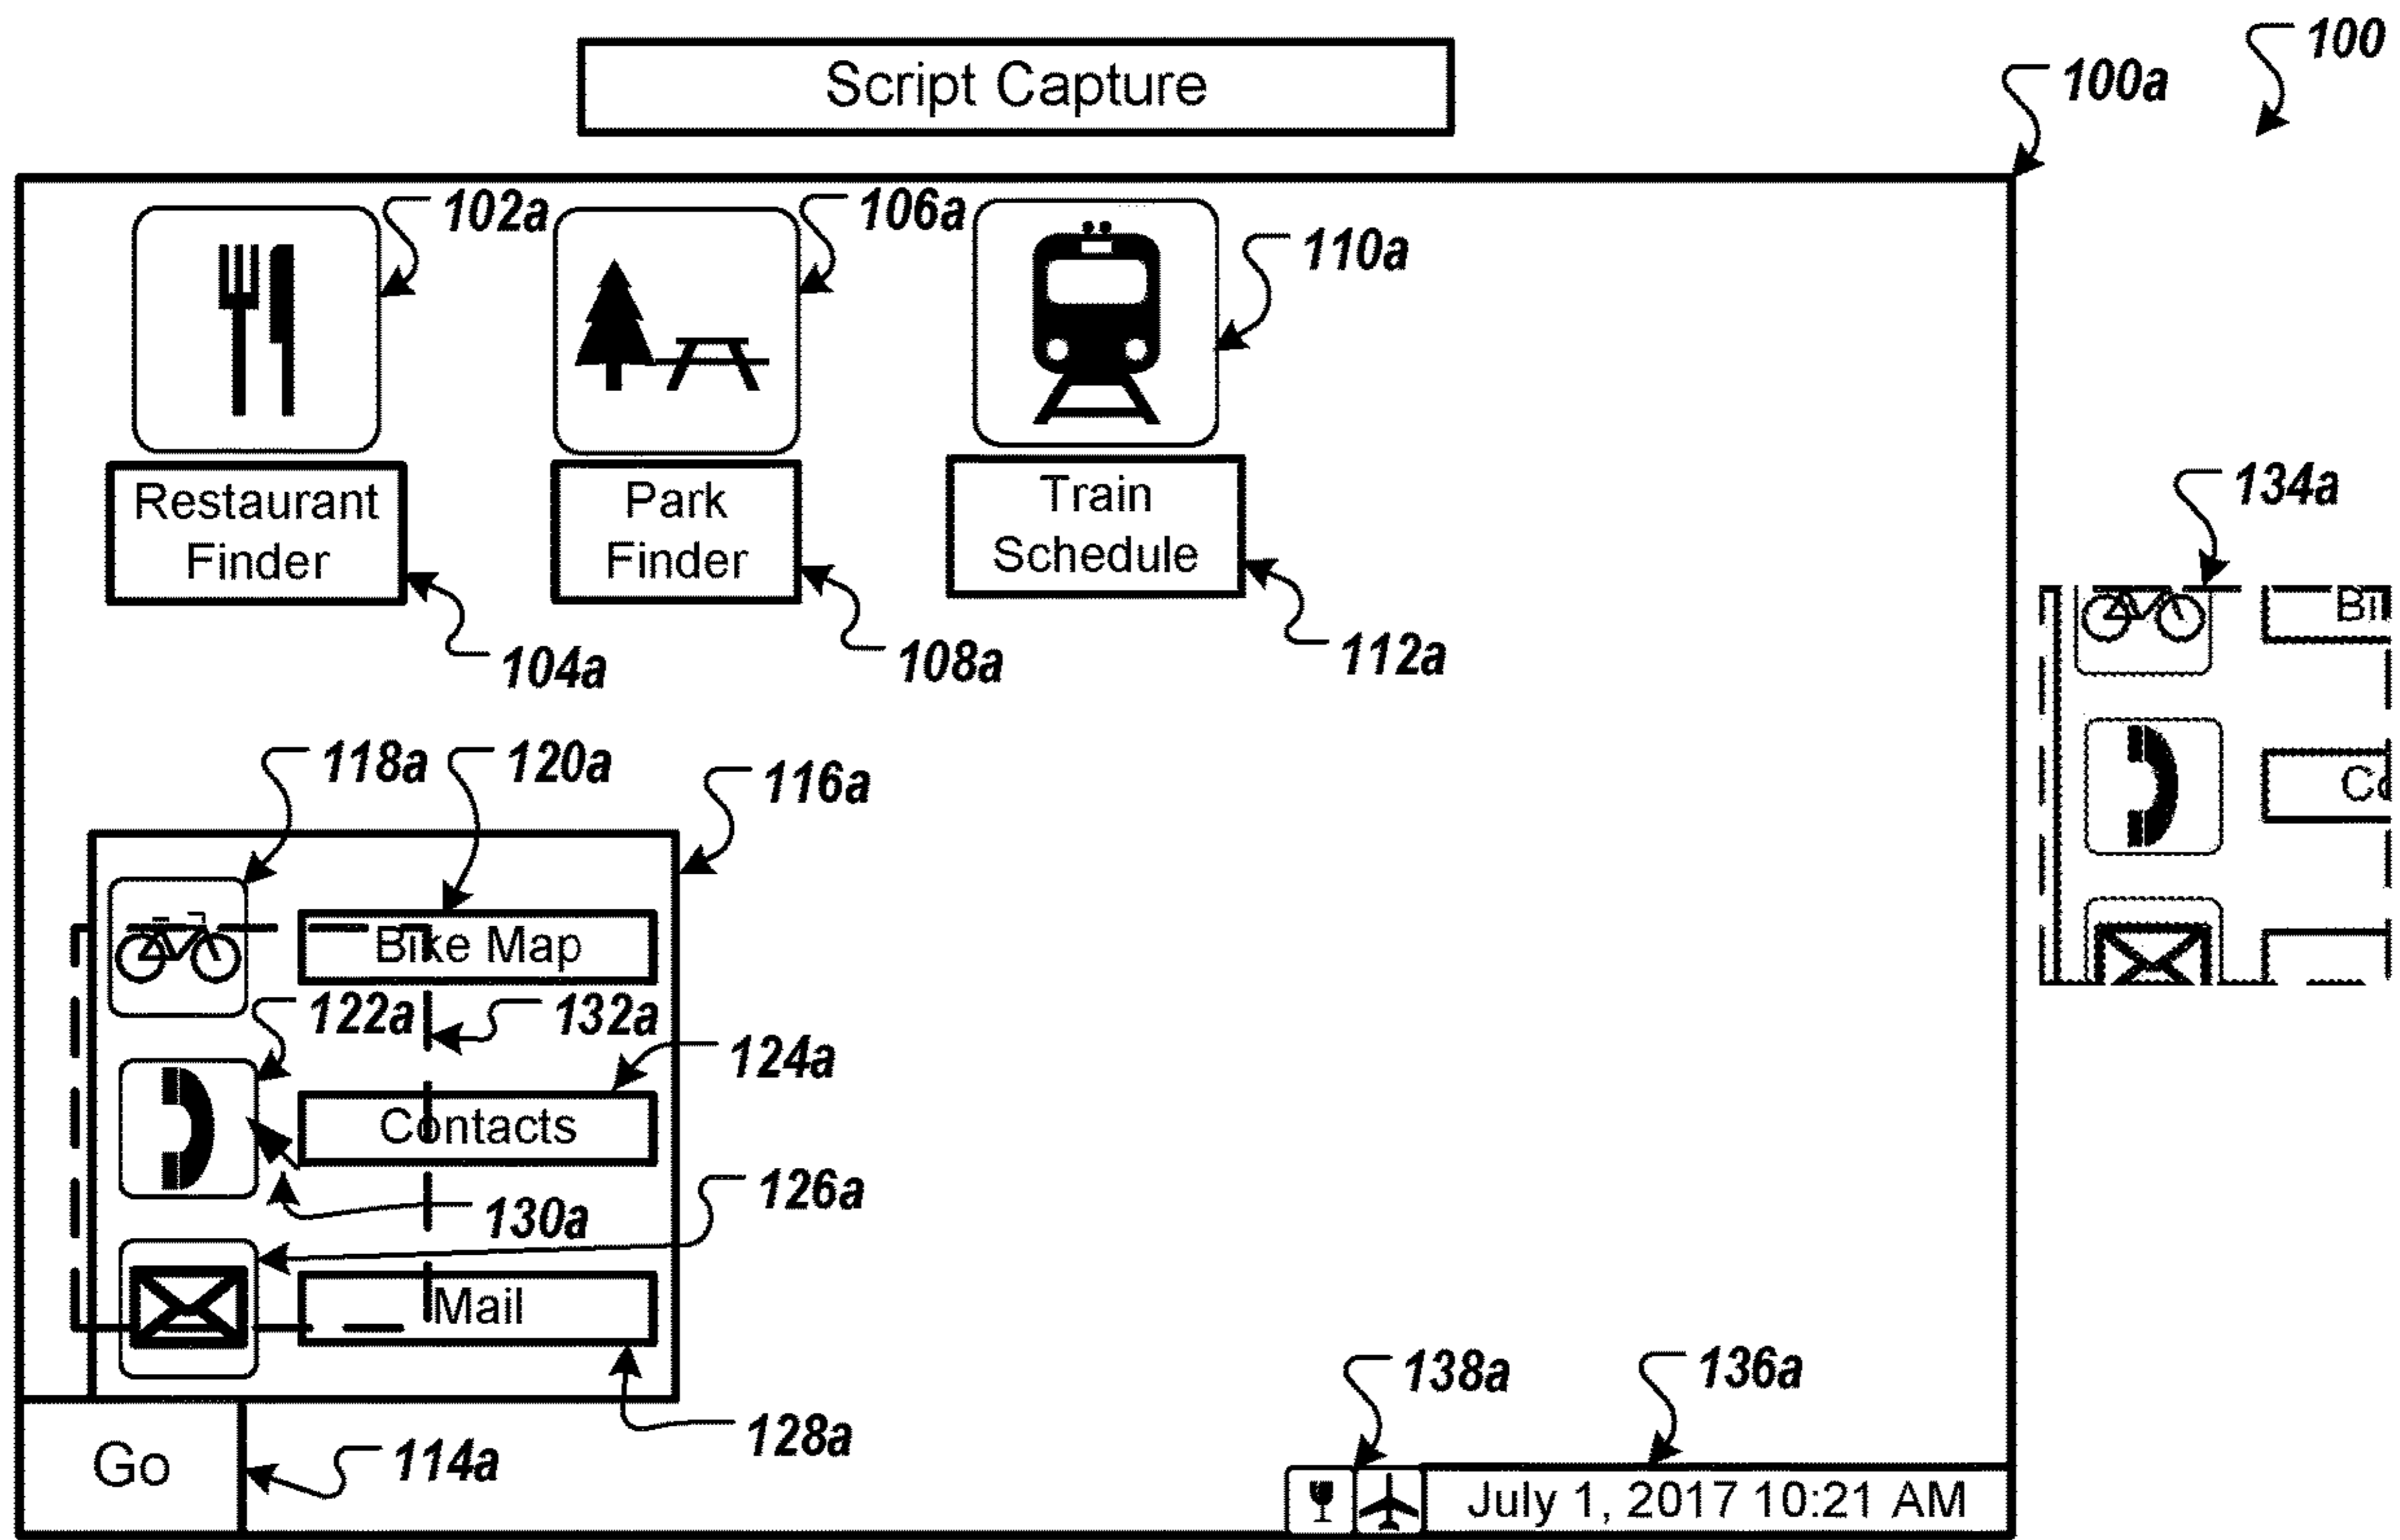 Script Capture
100
100a
102a
106a
110a
Restaurant
Finder
Park
Finder
Train
Schedule
104a
108a
112a
134a
Bi
Co
118a
120a
116a
Bike Map
122a
132a
124a
Contacts
130a
126a
Mail
128a
138a
136a
Go
114a
July 1, 2017 10:21 AM